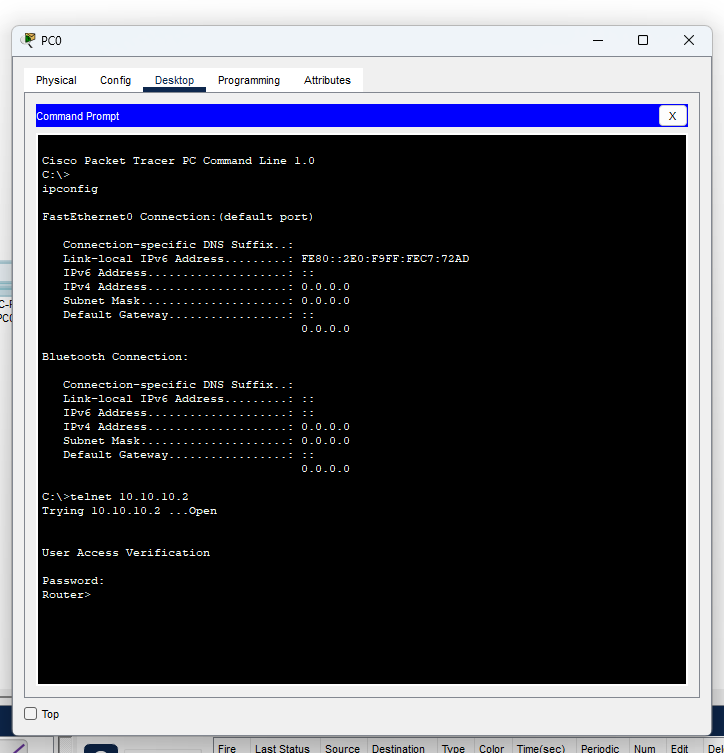 PC0
Physical Config Desktop Programming Attributes
Command Prompt X
Cisco Packet Tracer PC Command Line 1.0
C:\>
ipconfig
FastEthernet0 Connection:(default port)
Connection-specific DNS Suffix..:
Link-local IPv6 Address.........: FE80::2E0:F9FF:FEC7:72AD
IPv6 Address....................: ::
IPv4 Address....................: 0.0.0.0
Subnet Mask.....................: 0.0.0.0
Default Gateway.................: ::
0.0.0.0
Bluetooth Connection:
Connection-specific DNS Suffix..:
Link-local IPv6 Address.........: ::
IPv6 Address....................: ::
IPv4 Address....................: 0.0.0.0
Subnet Mask.....................: 0.0.0.0
Default Gateway.................: ::
0.0.0.0
C:\>telnet 10.10.10.2
Trying 10.10.10.2 ...Open
User Access Verification
Password:
Router>
Top
Fire Last Status Source Destination Type Color Time(sec) Periodic Num Edit